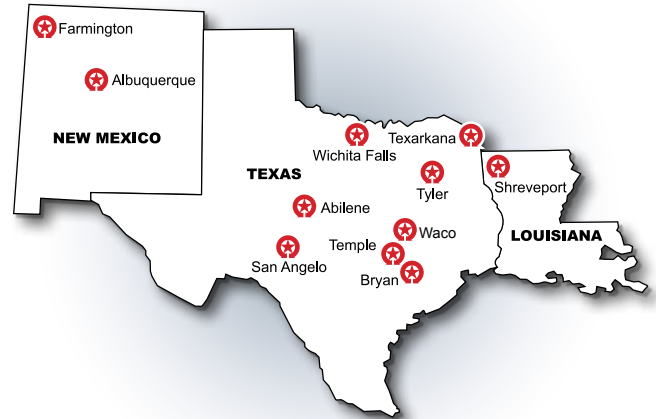 Farmington
Albuquerque
NEW MEXICO
Texarkana
Wichita Falls
TEXAS
Tyler
Shreveport
Abilene
Waco
LOUISIANA
Temple
San Angelo
Bryan